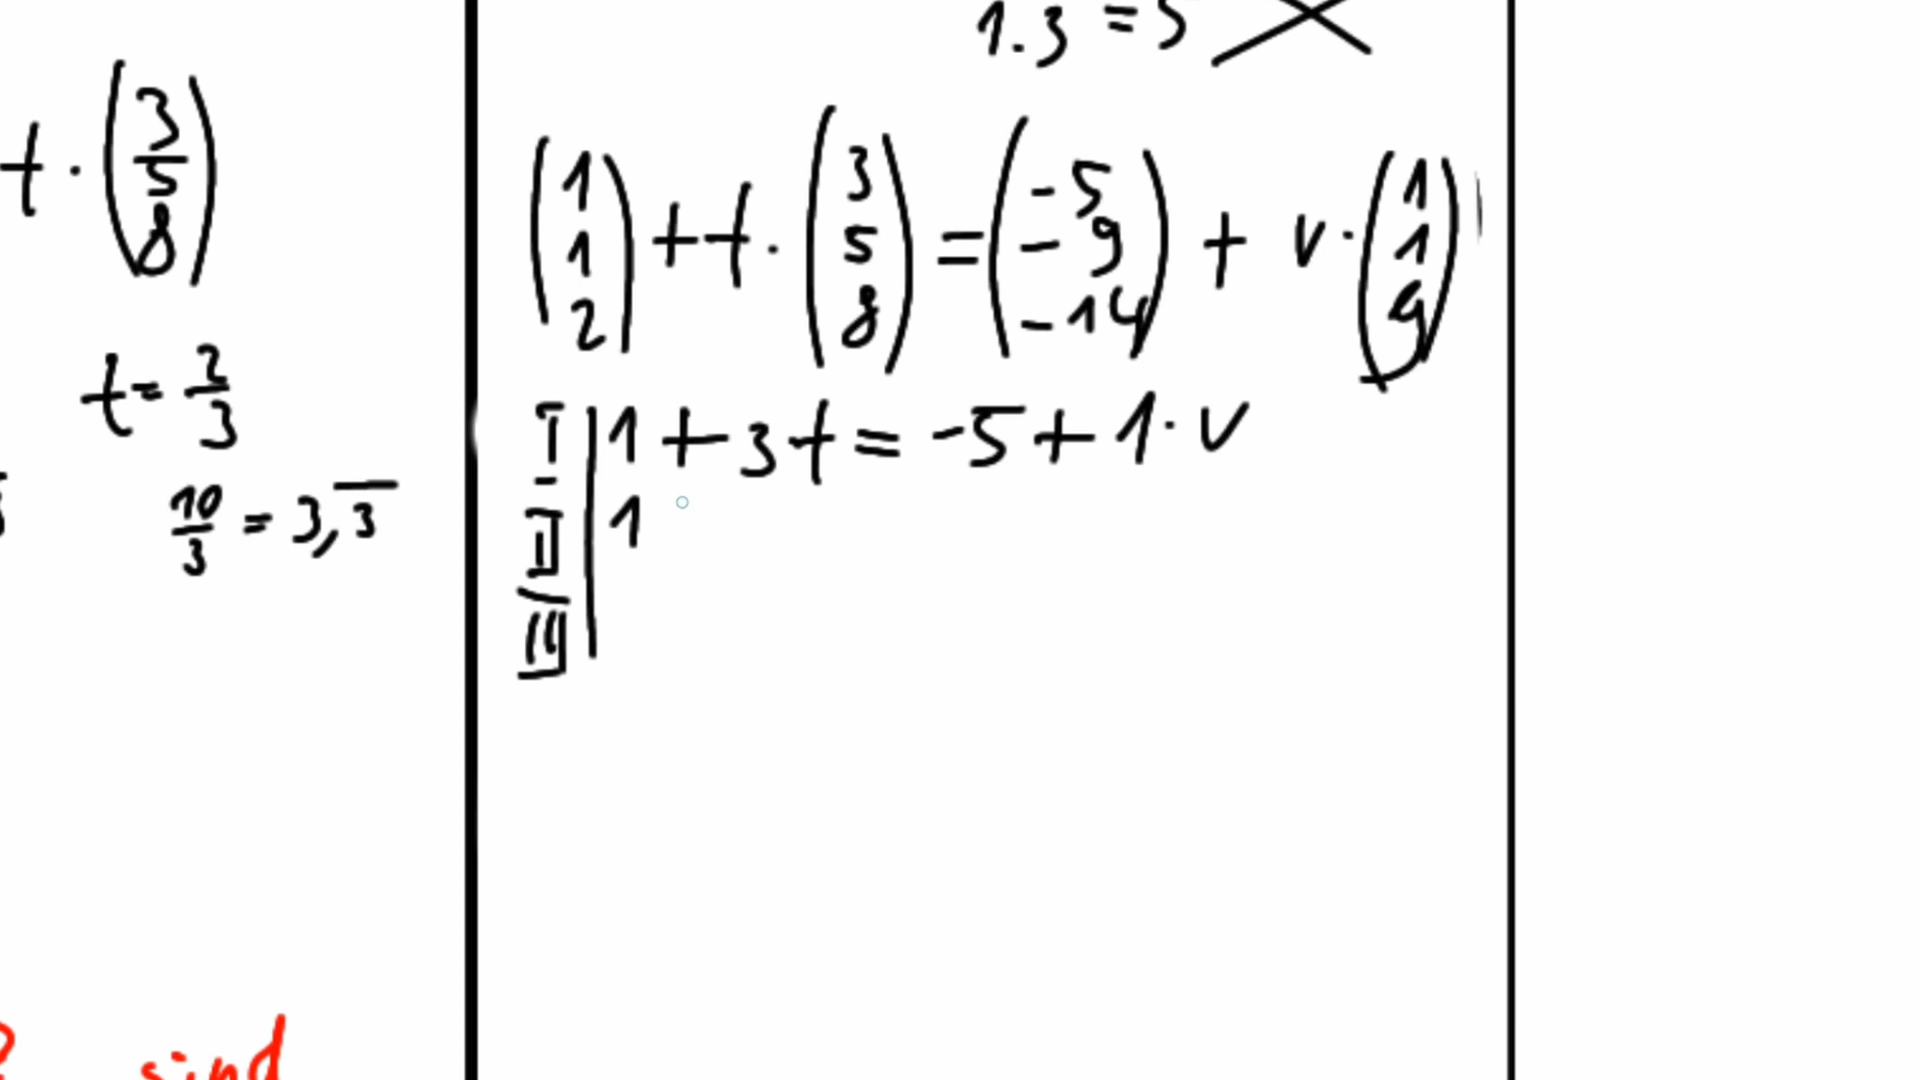 t · (3 5 8)
t = 2/3
10/3 = 3,3̅
sind
1.3 = 5
(1 1 2) + t · (3 5 8) = (-5 -9 -14) + v · (1 1 9)
I | 1 + 3t = -5 + 1 · v
II | 1
III |